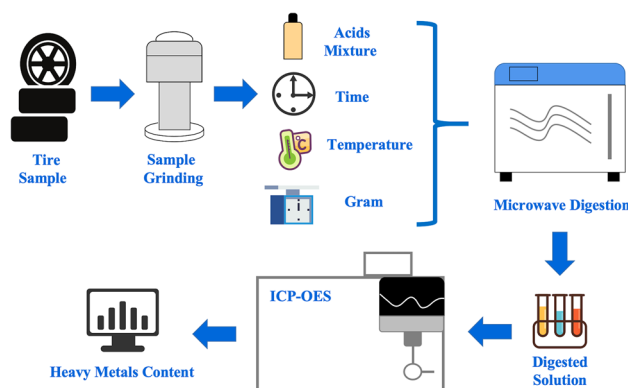 Acids
Mixture
Time
°C
Temperature
Gram
Tire
Sample
Sample
Grinding
Microwave Digestion
ICP-OES
Heavy Metals Content
Digested
Solution